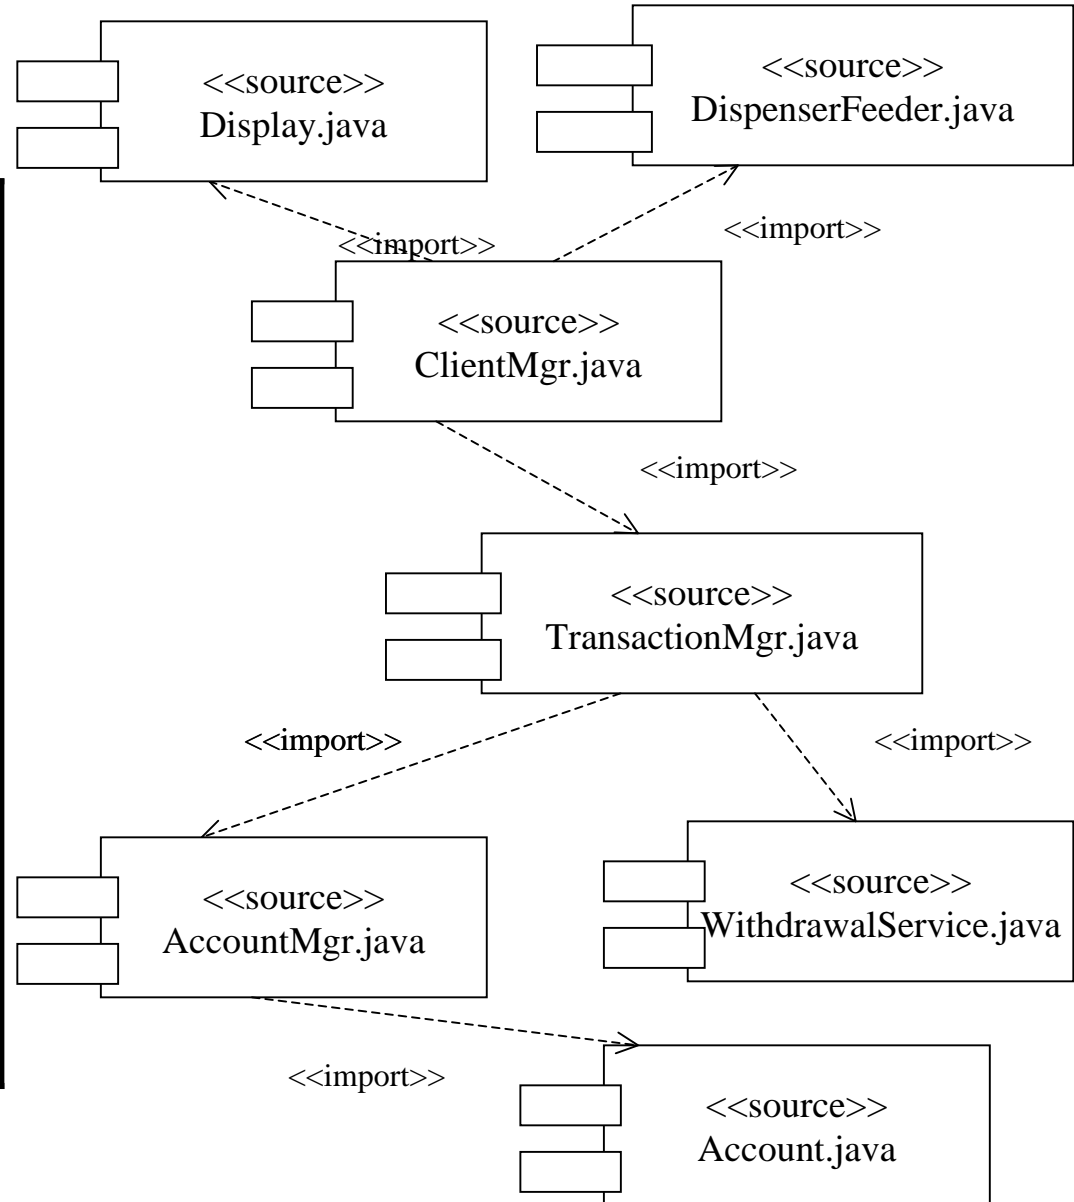 <<source>>
Display.java
<<source>>
DispenserFeeder.java
<<import>>
<<import>>
<<source>>
ClientMgr.java
<<import>>
<<source>>
TransactionMgr.java
<<import>>
<<import>>
<<source>>
AccountMgr.java
<<source>>
WithdrawalService.java
<<import>>
<<source>>
Account.java